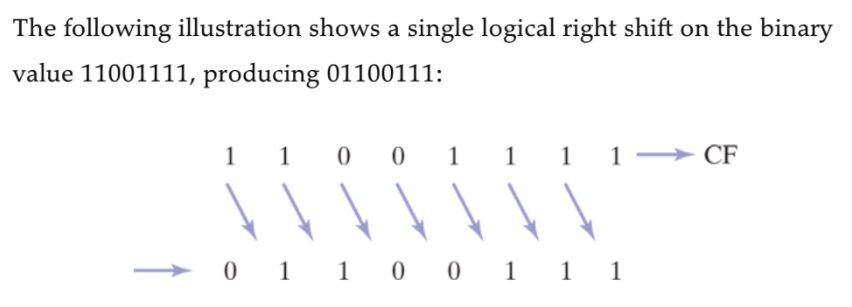 The following illustration shows a single logical right shift on the binary
value 11001111, producing 01100111:
1 1 0 0 1 1 1 1 CF
0 1 1 0 0 1 1 1